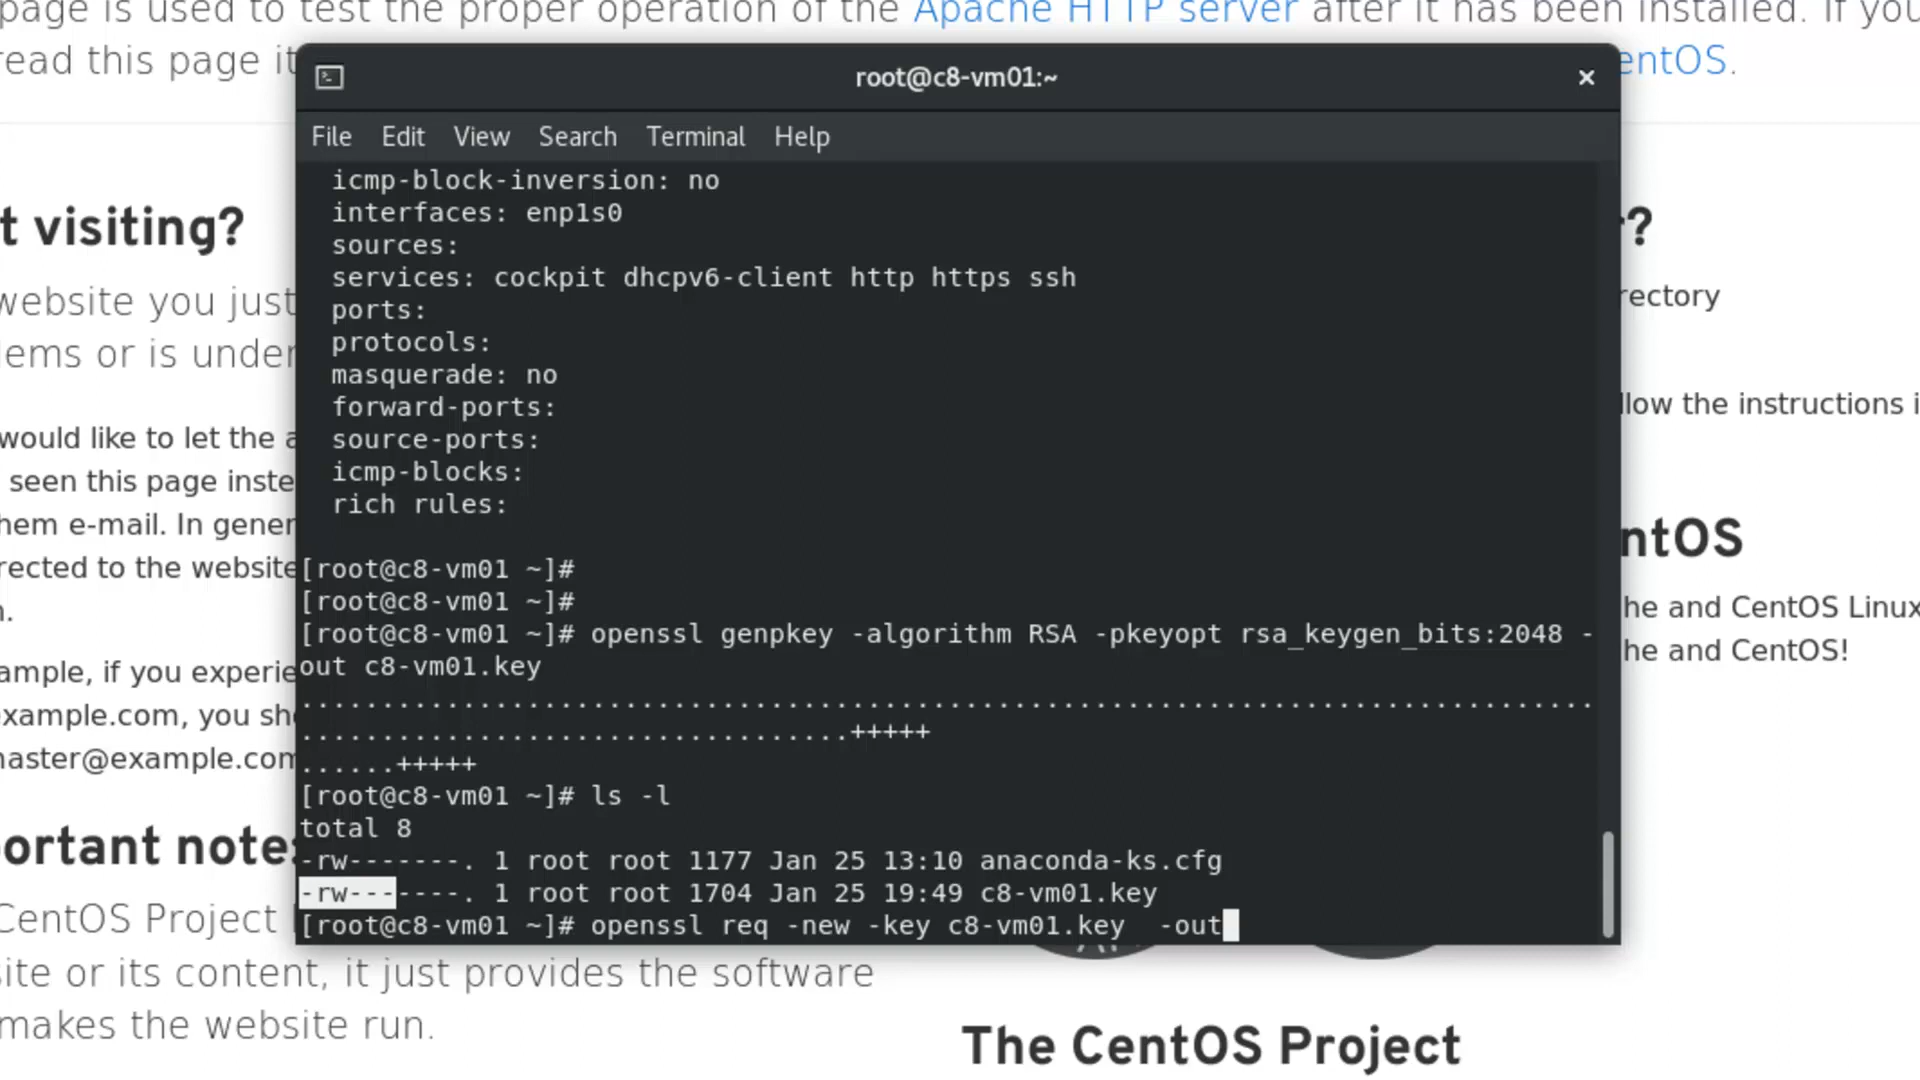 page is used to test the proper operation of the Apache HTTP server after it has been installed. If you
read this page it
entOS.
root@c8-vm01:~
File Edit View Search Terminal Help
icmp-block-inversion: no
interfaces: enp1s0
sources:
services: cockpit dhcpv6-client http https ssh
ports:
protocols:
masquerade: no
forward-ports:
source-ports:
icmp-blocks:
rich rules:
[root@c8-vm01 ~]#
[root@c8-vm01 ~]#
[root@c8-vm01 ~]# openssl genpkey -algorithm RSA -pkeyopt rsa_keygen_bits:2048 -
out c8-vm01.key
................................................................................
..................................+++++
......+++++
[root@c8-vm01 ~]# ls -l
total 8
-rw-------. 1 root root 1177 Jan 25 13:10 anaconda-ks.cfg
-rw-------. 1 root root 1704 Jan 25 19:49 c8-vm01.key
[root@c8-vm01 ~]# openssl req -new -key c8-vm01.key  -out
t visiting?
website you just
lems or is under
would like to let the a
seen this page inste
hem e-mail. In gener
rected to the website
n.
ample, if you experie
example.com, you sh
master@example.com
portant note
CentOS Project
site or its content, it just provides the software
makes the website run.
r?
rectory
llow the instructions i
ntOS
he and CentOS Linux
he and CentOS!
The CentOS Project